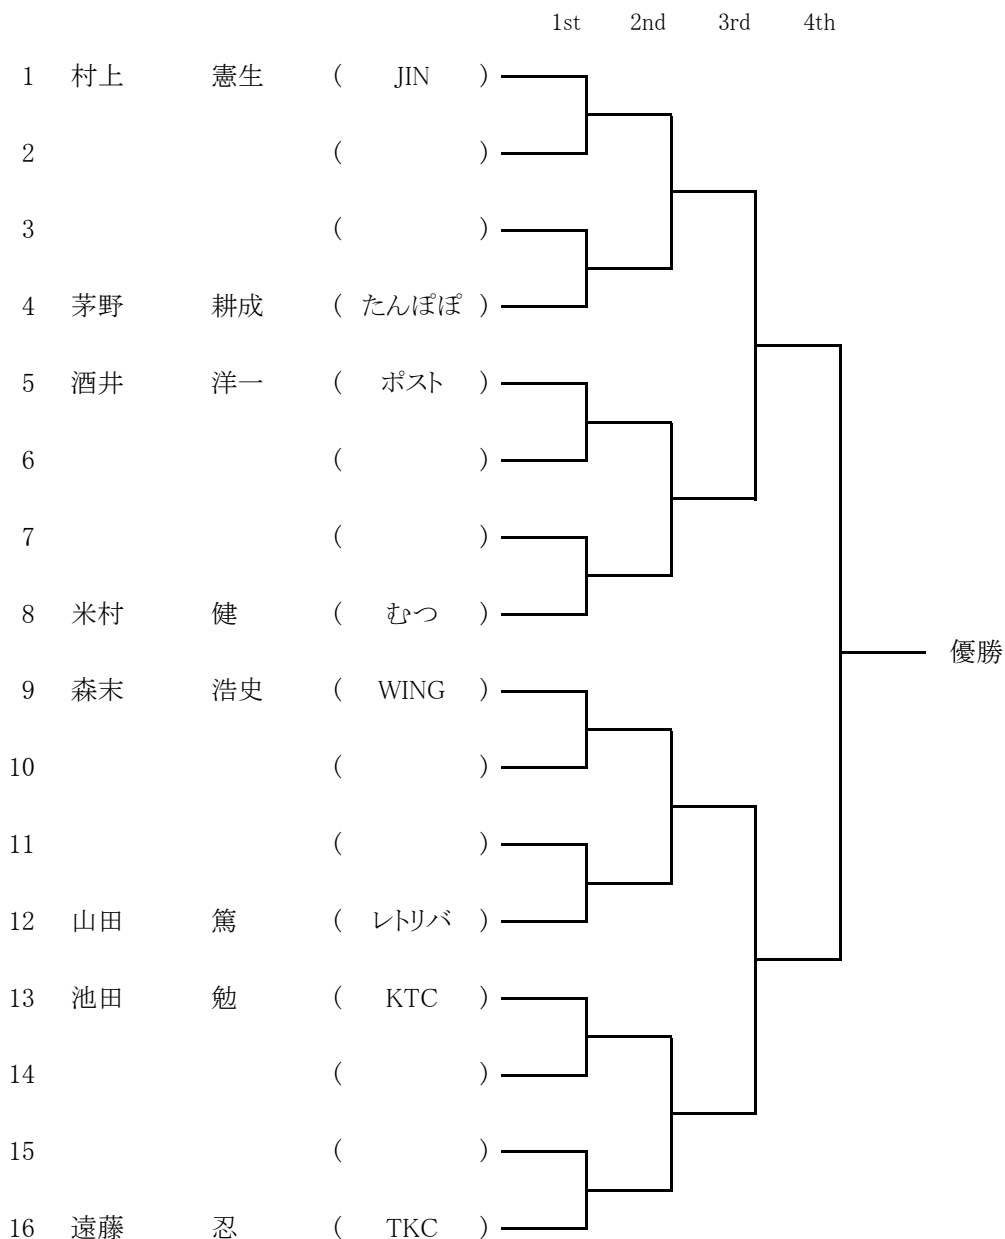 1st 2nd 3rd 4th
1 村上 憲生 ( JIN )
2 ( )
3 ( )
4 茅野 耕成 ( たんぽぽ )
5 酒井 洋一 ( ポスト )
6 ( )
7 ( )
8 米村 健 ( むつ )
優勝
9 森末 浩史 ( WING )
10 ( )
11 ( )
12 山田 篤 ( レトリバ )
13 池田 勉 ( KTC )
14 ( )
15 ( )
16 遠藤 忍 ( TKC )